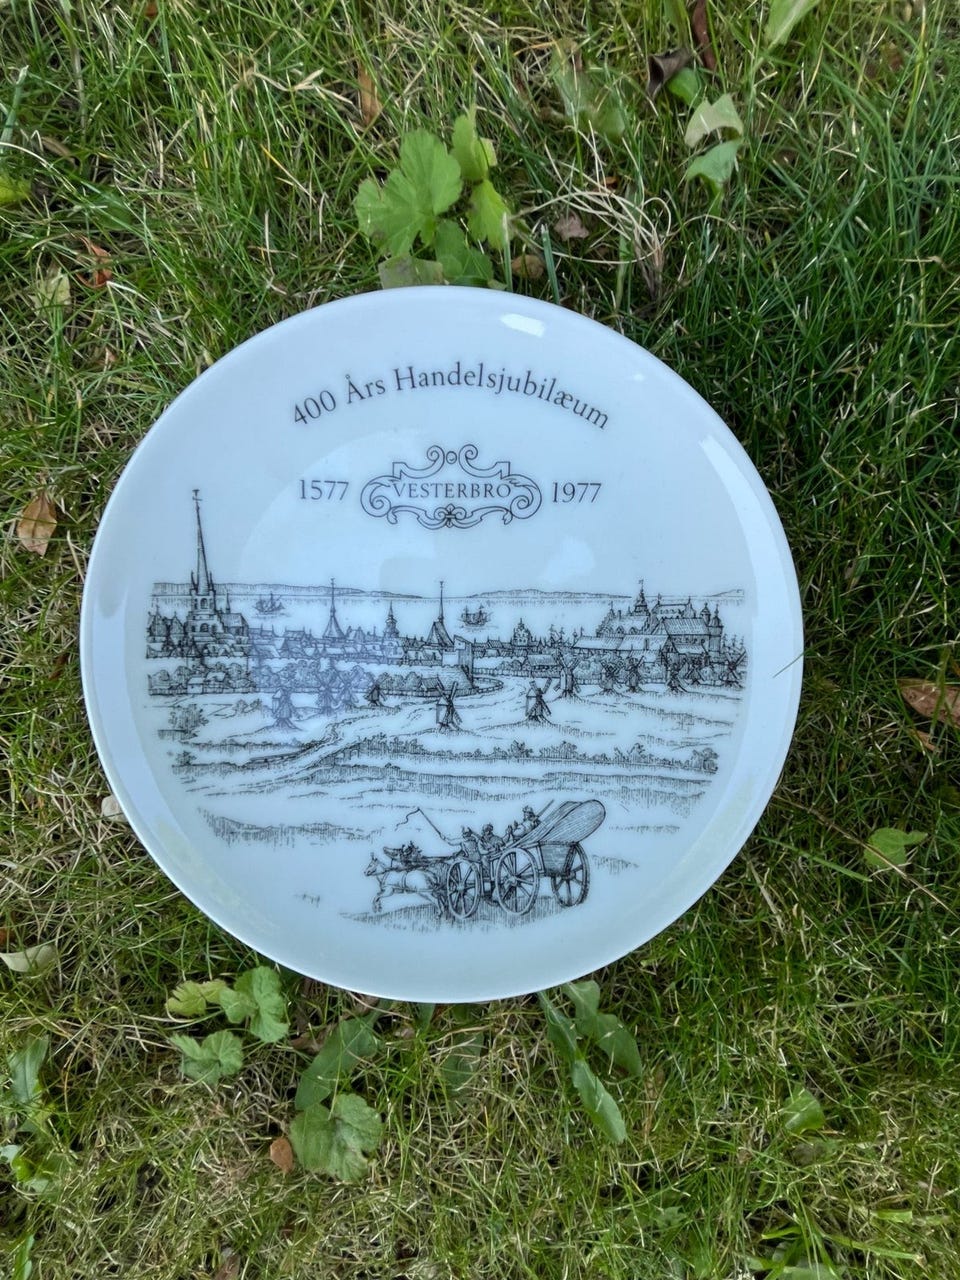 400 Års Handelsjubilæum
1577 VESTERBRO 1977